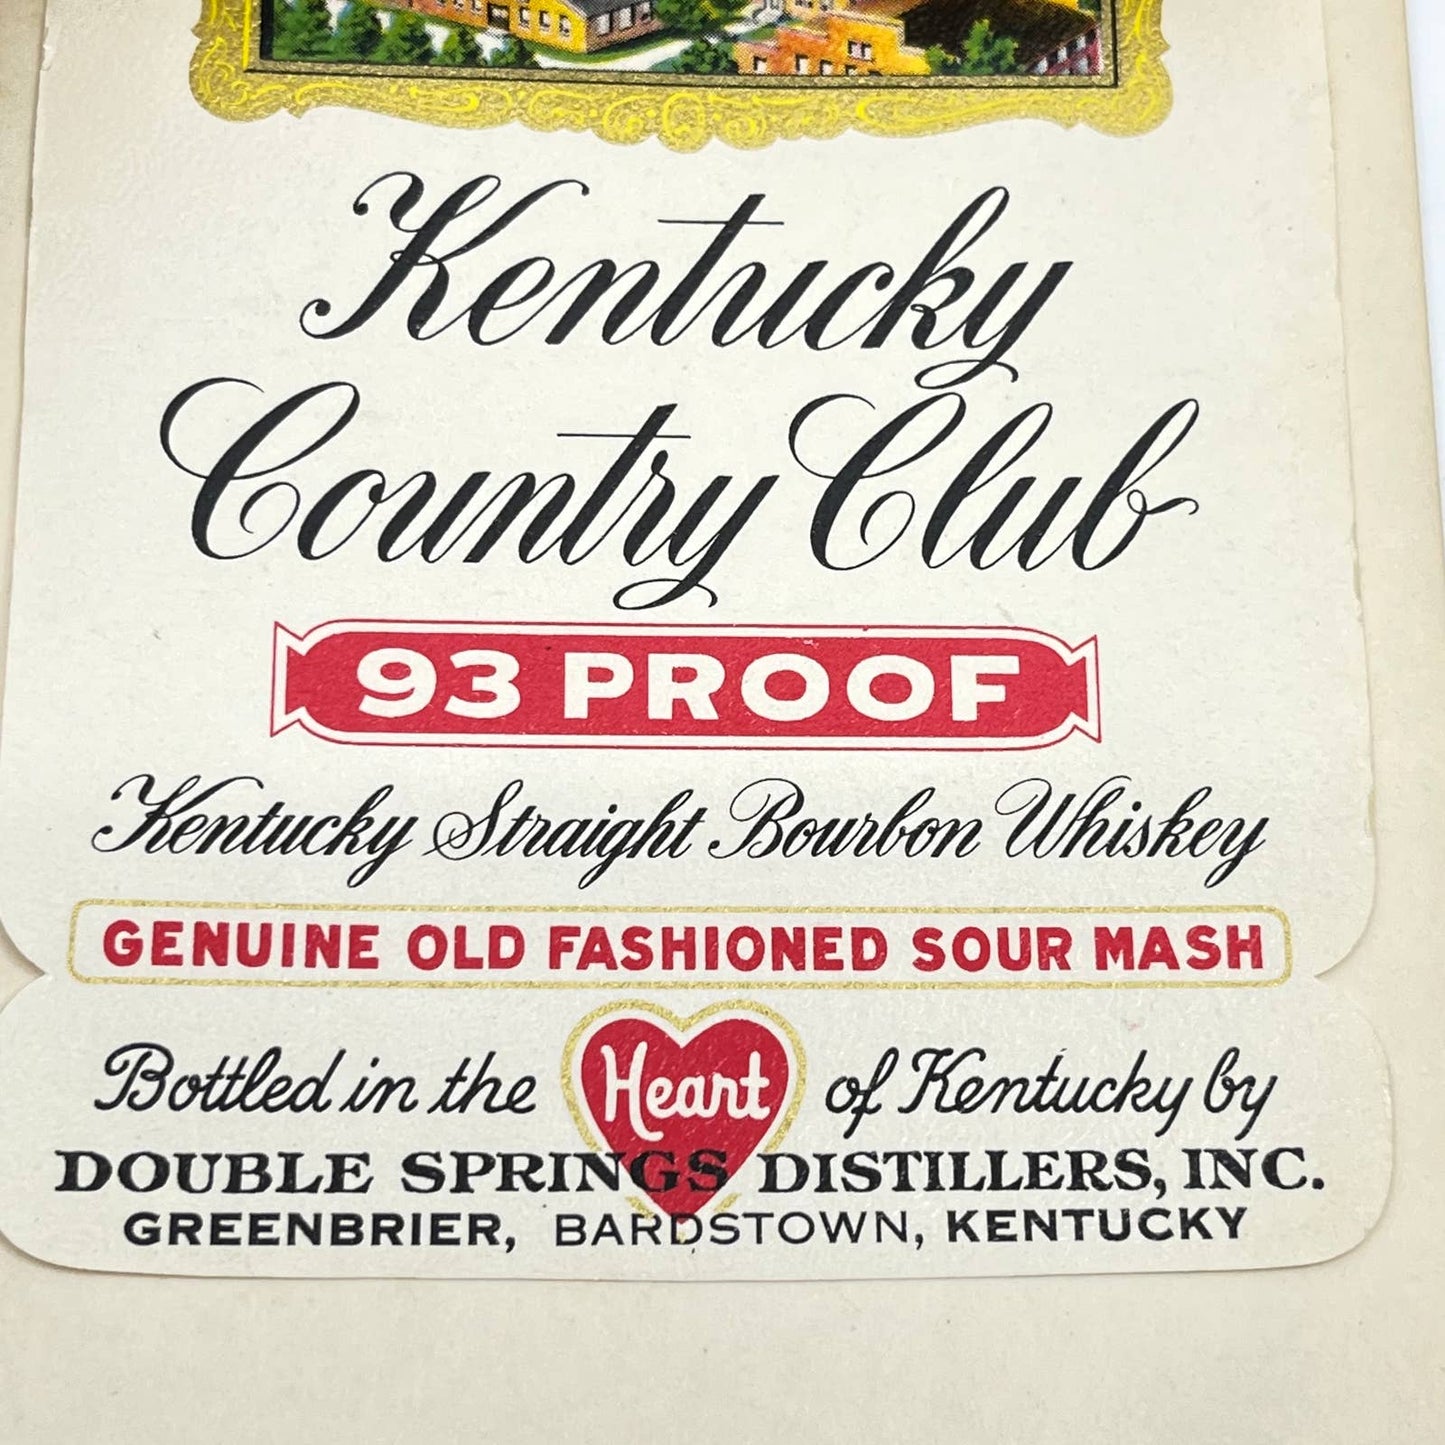 Kentucky
Country Club
93 PROOF
Kentucky Straight Bourbon Whiskey
GENUINE OLD FASHIONED SOUR MASH
Bottled in the Heart of Kentucky by
DOUBLE SPRINGS DISTILLERS, INC.
GREENBRIER, BARDSTOWN, KENTUCKY